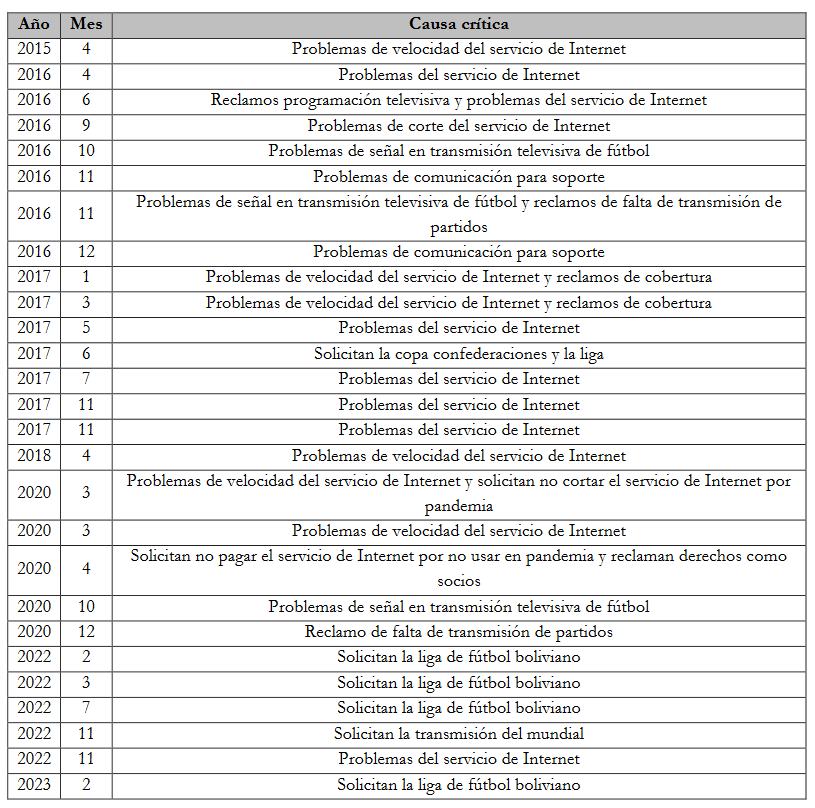 Año Mes Causa crítica
2015 4 Problemas de velocidad del servicio de Internet
2016 4 Problemas del servicio de Internet
2016 6 Reclamos programación televisiva y problemas del servicio de Internet
2016 9 Problemas de corte del servicio de Internet
2016 10 Problemas de señal en transmisión televisiva de fútbol
2016 11 Problemas de comunicación para soporte
2016 11 Problemas de señal en transmisión televisiva de fútbol y reclamos de falta de transmisión de
partidos
2016 12 Problemas de comunicación para soporte
2017 1 Problemas de velocidad del servicio de Internet y reclamos de cobertura
2017 3 Problemas de velocidad del servicio de Internet y reclamos de cobertura
2017 5 Problemas del servicio de Internet
2017 6 Solicitan la copa confederaciones y la liga
2017 7 Problemas del servicio de Internet
2017 11 Problemas del servicio de Internet
2017 11 Problemas del servicio de Internet
2018 4 Problemas de velocidad del servicio de Internet
2020 3 Problemas de velocidad del servicio de Internet y solicitan no cortar el servicio de Internet por
pandemia
2020 3 Problemas de velocidad del servicio de Internet
2020 4 Solicitan no pagar el servicio de Internet por no usar en pandemia y reclaman derechos como
socios
2020 10 Problemas de señal en transmisión televisiva de fútbol
2020 12 Reclamo de falta de transmisión de partidos
2022 2 Solicitan la liga de fútbol boliviano
2022 3 Solicitan la liga de fútbol boliviano
2022 7 Solicitan la liga de fútbol boliviano
2022 11 Solicitan la transmisión del mundial
2022 11 Problemas del servicio de Internet
2023 2 Solicitan la liga de fútbol boliviano